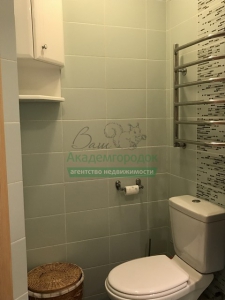 Ваш
Академгородок
агентство недвижимости